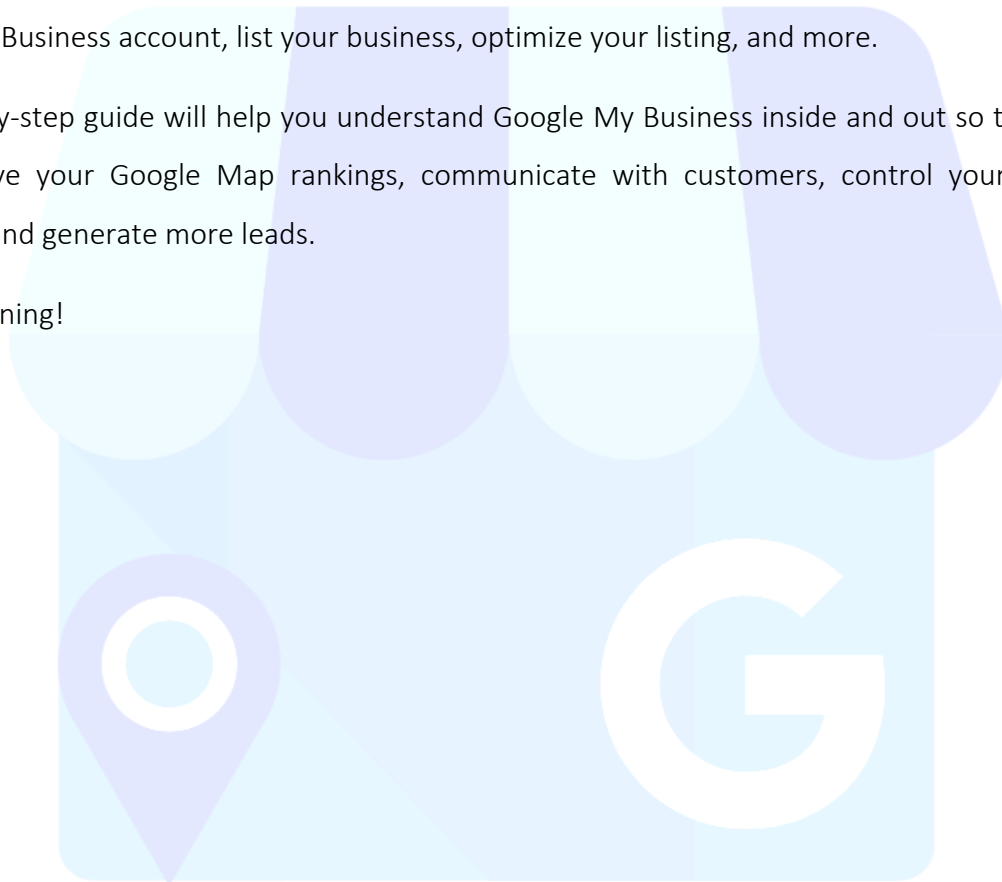 Business account, list your business, optimize your listing, and more.
y-step guide will help you understand Google My Business inside and out so t
ve your Google Map rankings, communicate with customers, control your
nd generate more leads.
ning!
G